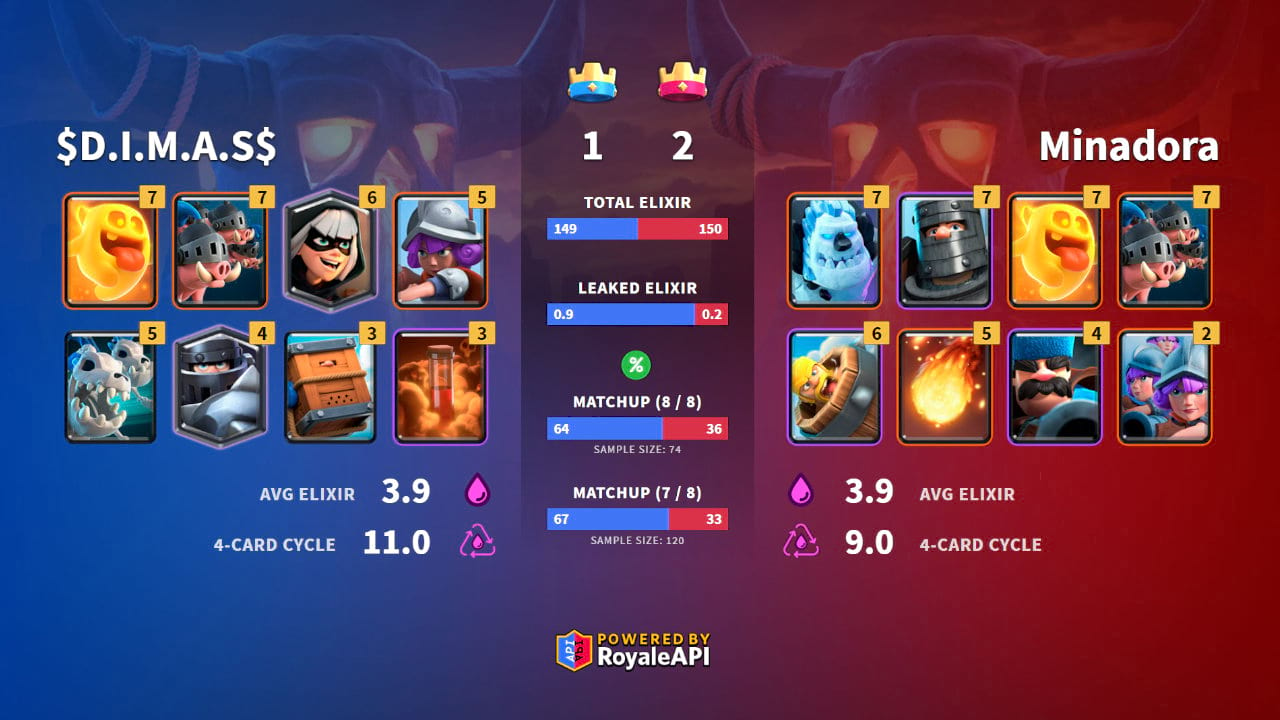 $D.I.M.A.S$
Minadora
1 2
7 7 6 5
5 4 3 3
AVG ELIXIR 3.9
4-CARD CYCLE 11.0
TOTAL ELIXIR
149 150
LEAKED ELIXIR
0.9 0.2
%
MATCHUP (8 / 8)
64 36
SAMPLE SIZE: 74
MATCHUP (7 / 8)
67 33
SAMPLE SIZE: 120
7 7 7 7
6 5 4 2
3.9 AVG ELIXIR
9.0 4-CARD CYCLE
API API
POWERED BY
RoyaleAPI